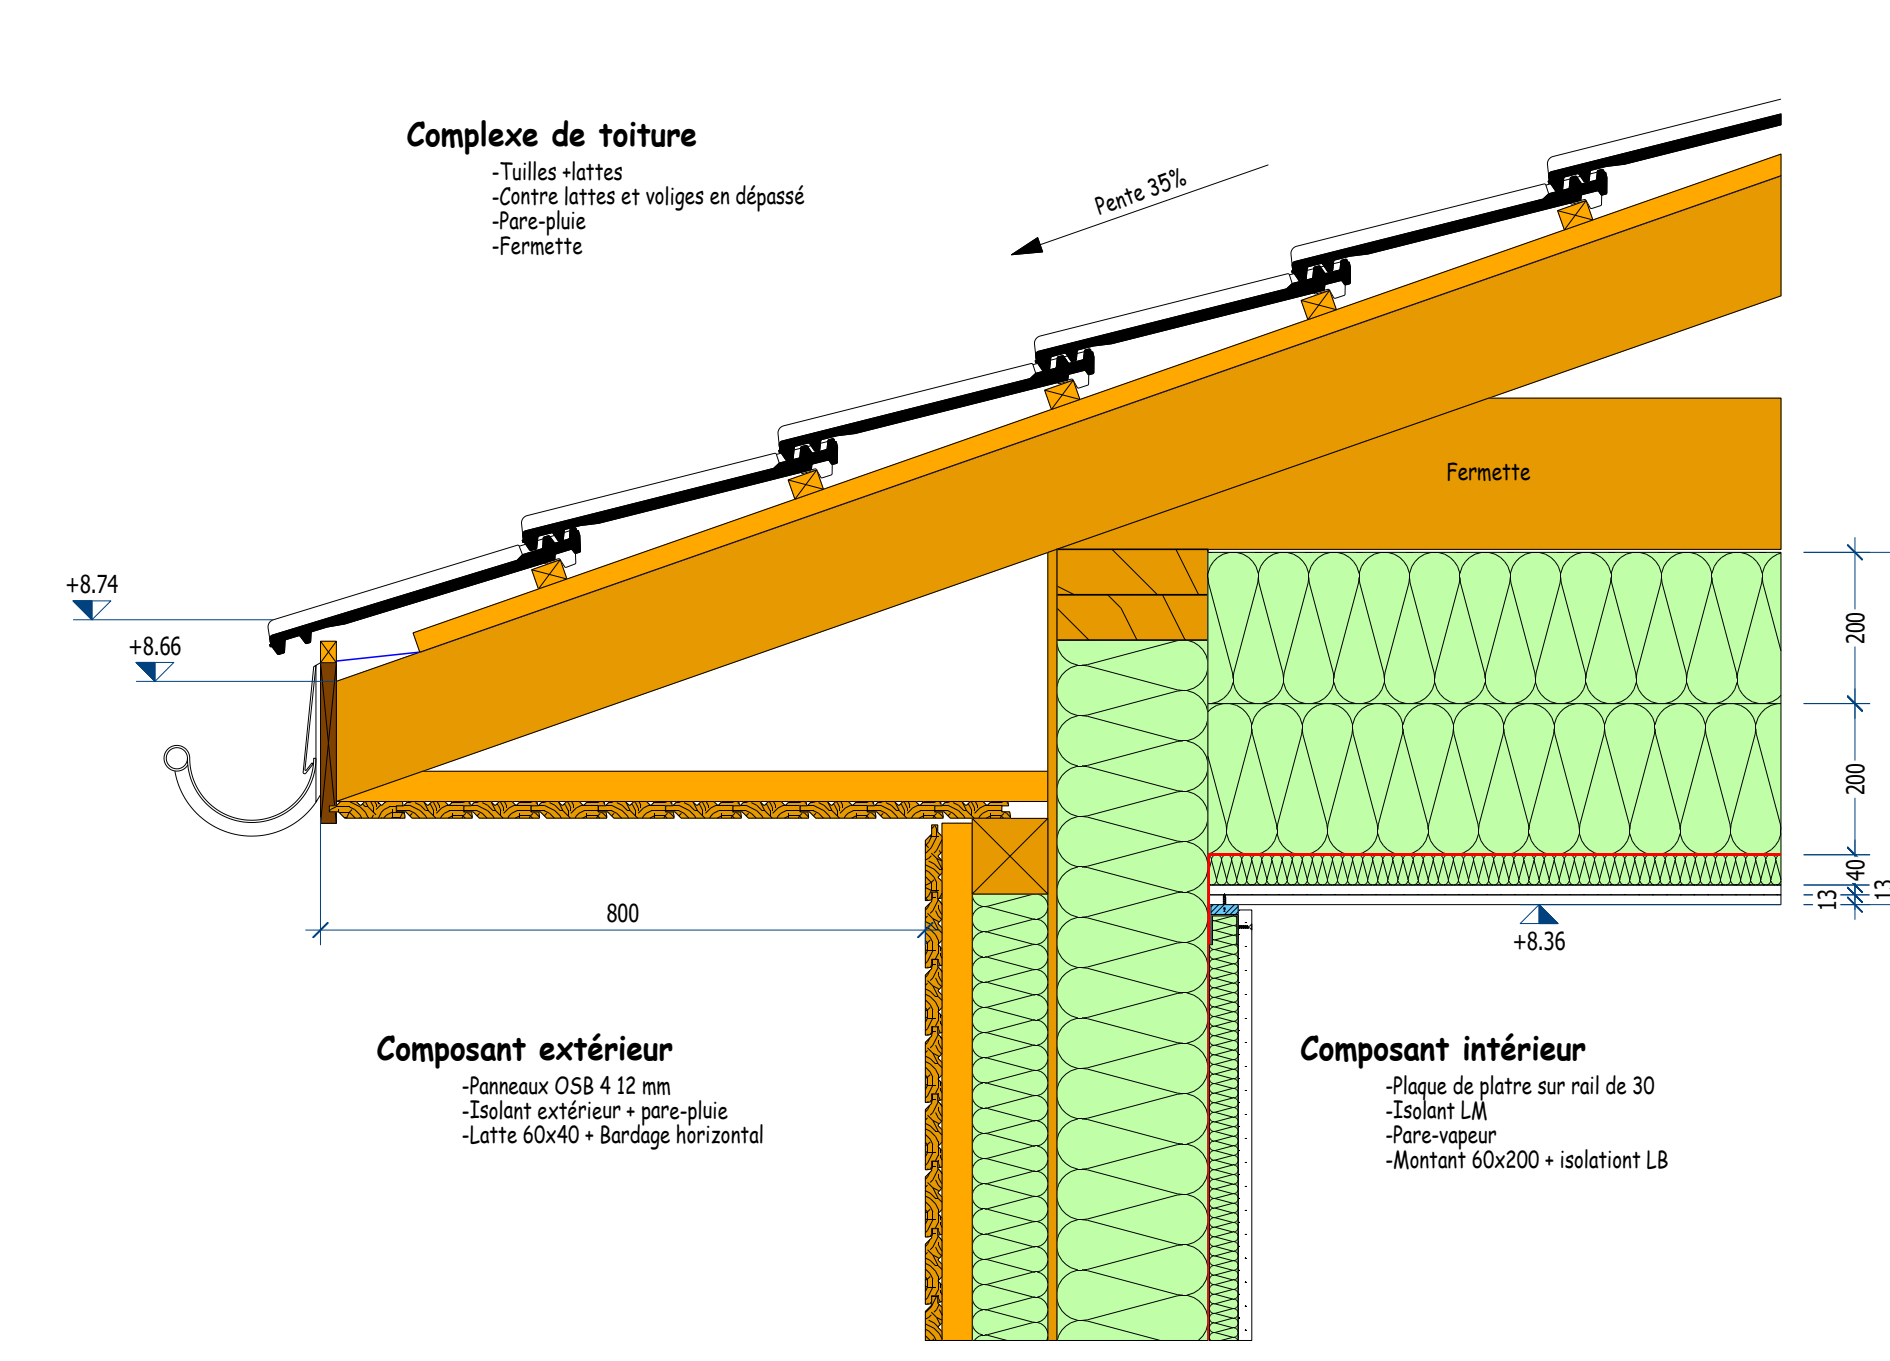 Complexe de toiture
-Tuilles +lattes
-Contre lattes et voliges en dépassé
-Pare-pluie
-Fermette
Pente 35%
Fermette
+8.74
+8.66
200
200
40
13
13
+8.36
800
Composant extérieur
-Panneaux OSB 4 12 mm
-Isolant extérieur + pare-pluie
-Latte 60x40 + Bardage horizontal
Composant intérieur
-Plaque de platre sur rail de 30
-Isolant LM
-Pare-vapeur
-Montant 60x200 + isolationt LB